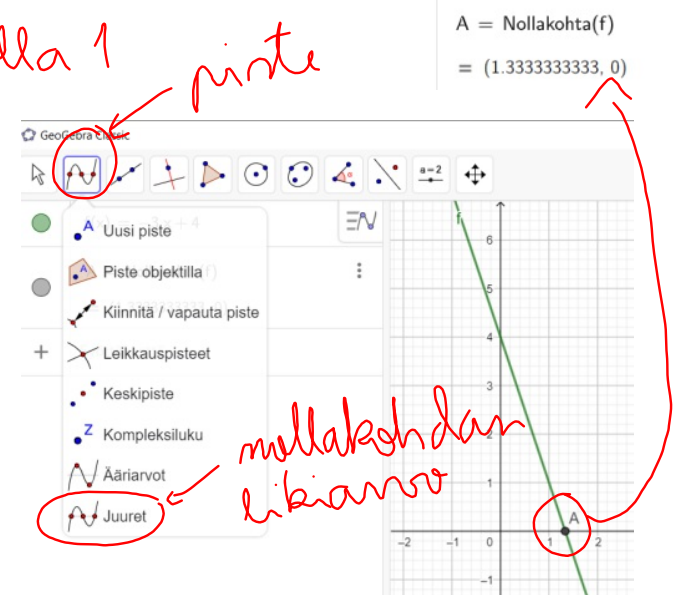 lla 1
piste
A = Nollakohta(f)
= (1.3333333333, 0)
GeoGebra Classic
a=2
A Uusi piste
A Piste objektilla
Kiinnitä / vapauta piste
Leikkauspisteet
Keskipiste
Z Kompleksiluku
Ääriarvot
Juuret
+
nollakohdan
likiarvo
f
6
5
4
3
2
1
A
-2 -1 0 1 2
-1